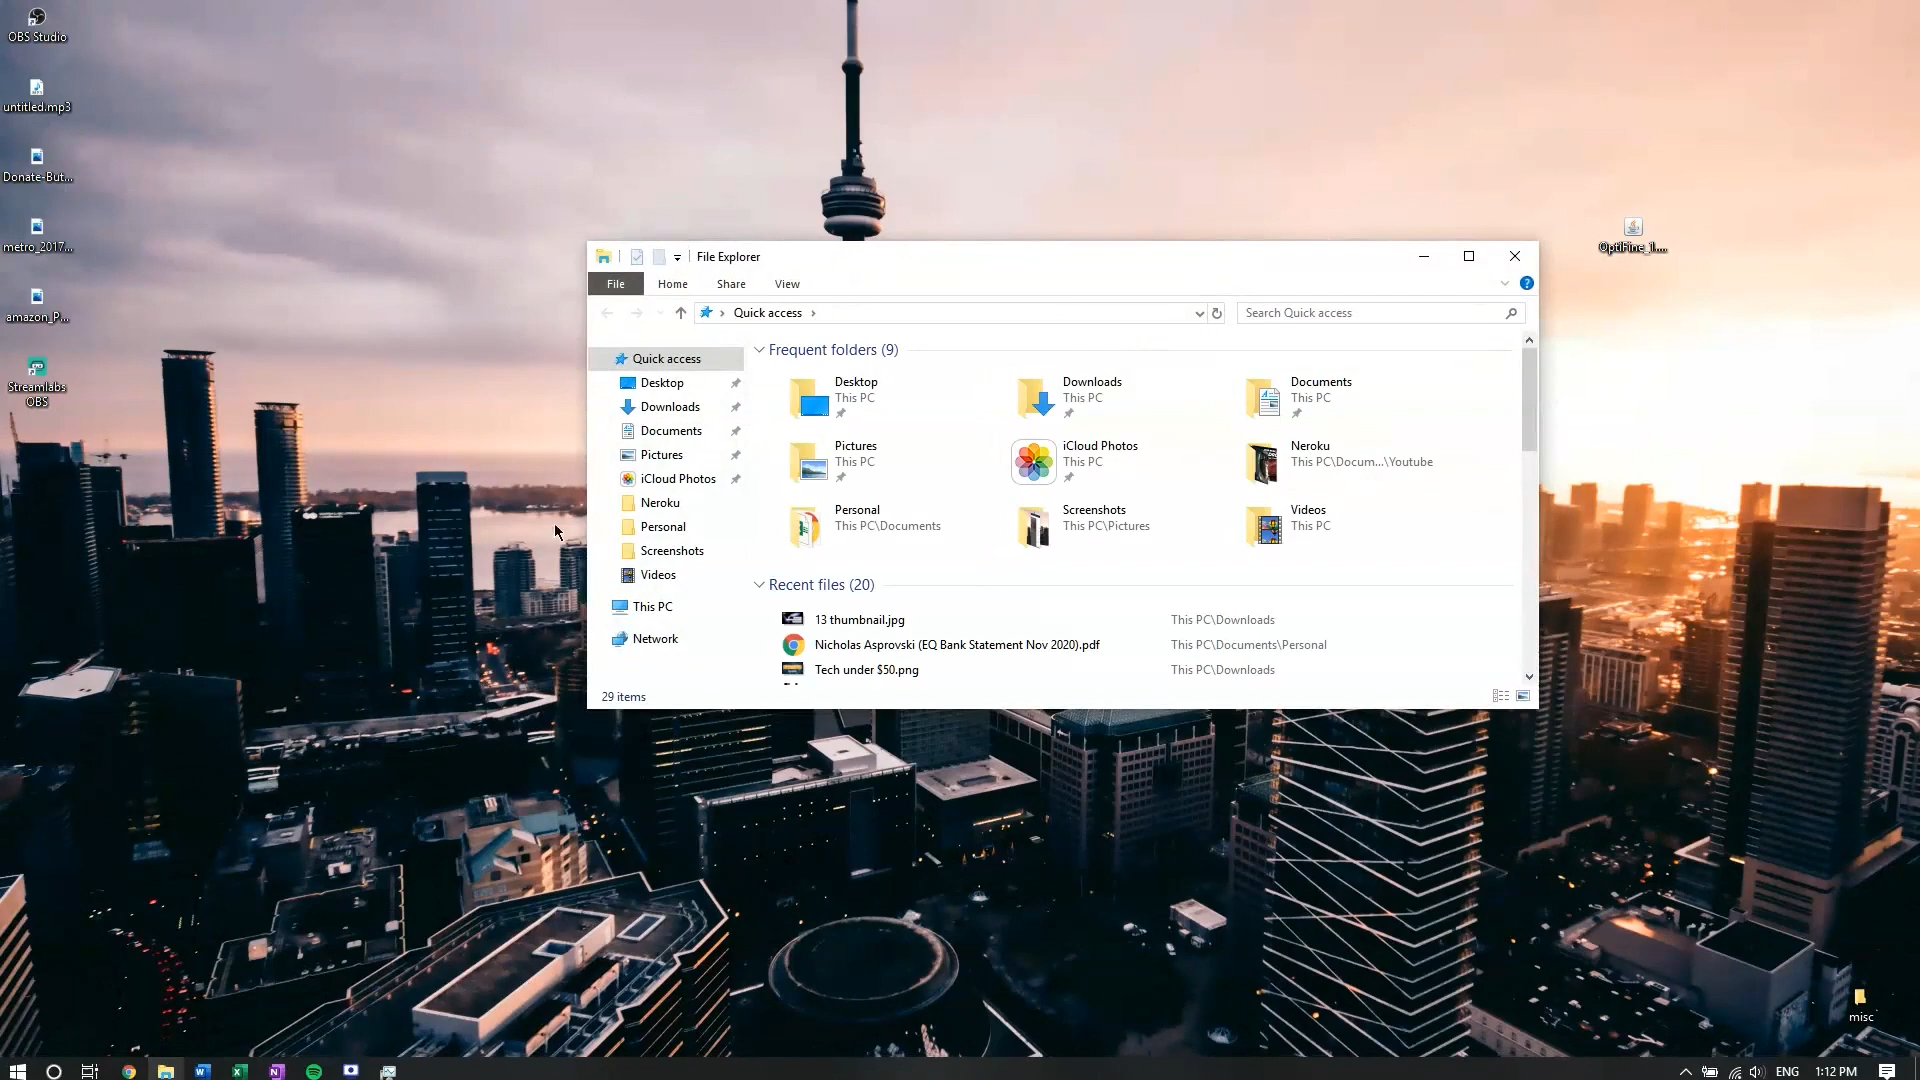 OBS Studio
untitled.mp3
Donate-But...
metro_2017...
amazon_P...
Streamlabs
OBS
OptiFine_1....
misc
File Explorer
File
Home
Share
View
Quick access
Search Quick access
Quick access
Desktop
Downloads
Documents
Pictures
iCloud Photos
Neroku
Personal
Screenshots
Videos
This PC
Network
Frequent folders (9)
Desktop
This PC
Downloads
This PC
Documents
This PC
Pictures
This PC
iCloud Photos
This PC
Neroku
This PC\Docum...\Youtube
Personal
This PC\Documents
Screenshots
This PC\Pictures
Videos
This PC
Recent files (20)
13 thumbnail.jpg
This PC\Downloads
Nicholas Asprovski (EQ Bank Statement Nov 2020).pdf
This PC\Documents\Personal
Tech under $50.png
This PC\Downloads
29 items
ENG
1:12 PM